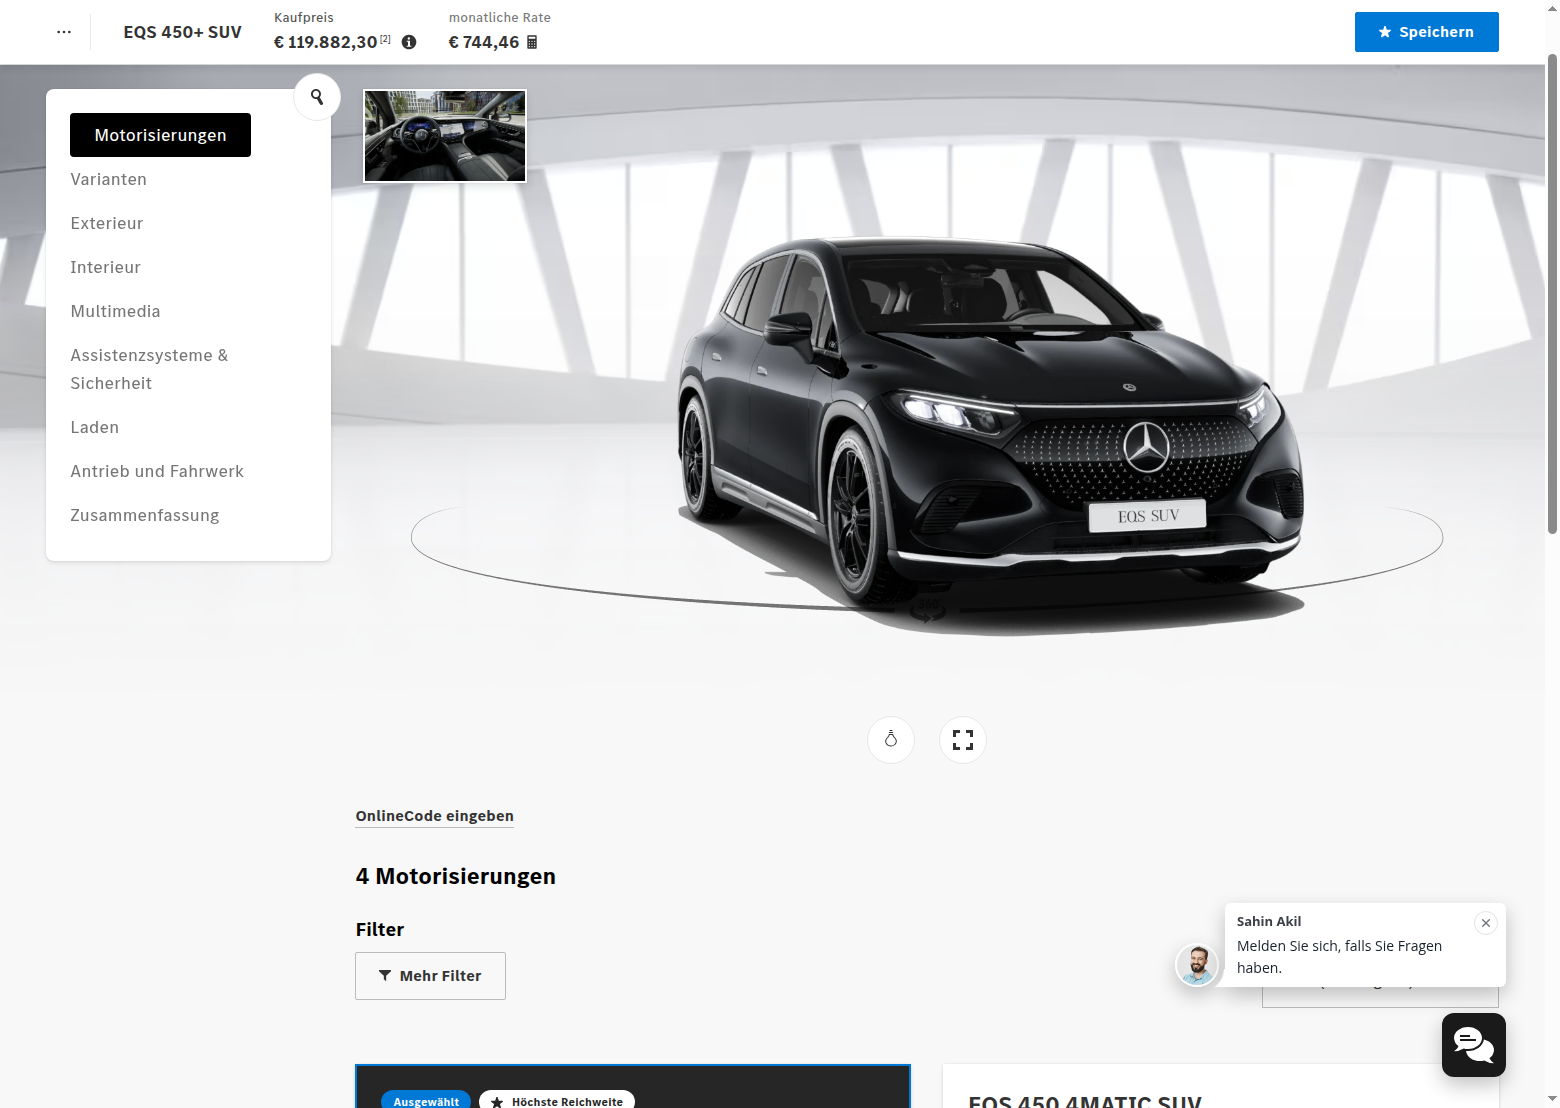 EQS 450+ SUV
Kaufpreis
€ 119.882,30 [2]
monatliche Rate
€ 744,46
Speichern
Motorisierungen
Varianten
Exterieur
Interieur
Multimedia
Assistenzsysteme &
Sicherheit
Laden
Antrieb und Fahrwerk
Zusammenfassung
EQS SUV
360°
OnlineCode eingeben
4 Motorisierungen
Filter
Mehr Filter
Sahin Akil
Melden Sie sich, falls Sie Fragen
haben.
Ausgewählt
Höchste Reichweite
EQS 450 4MATIC SUV